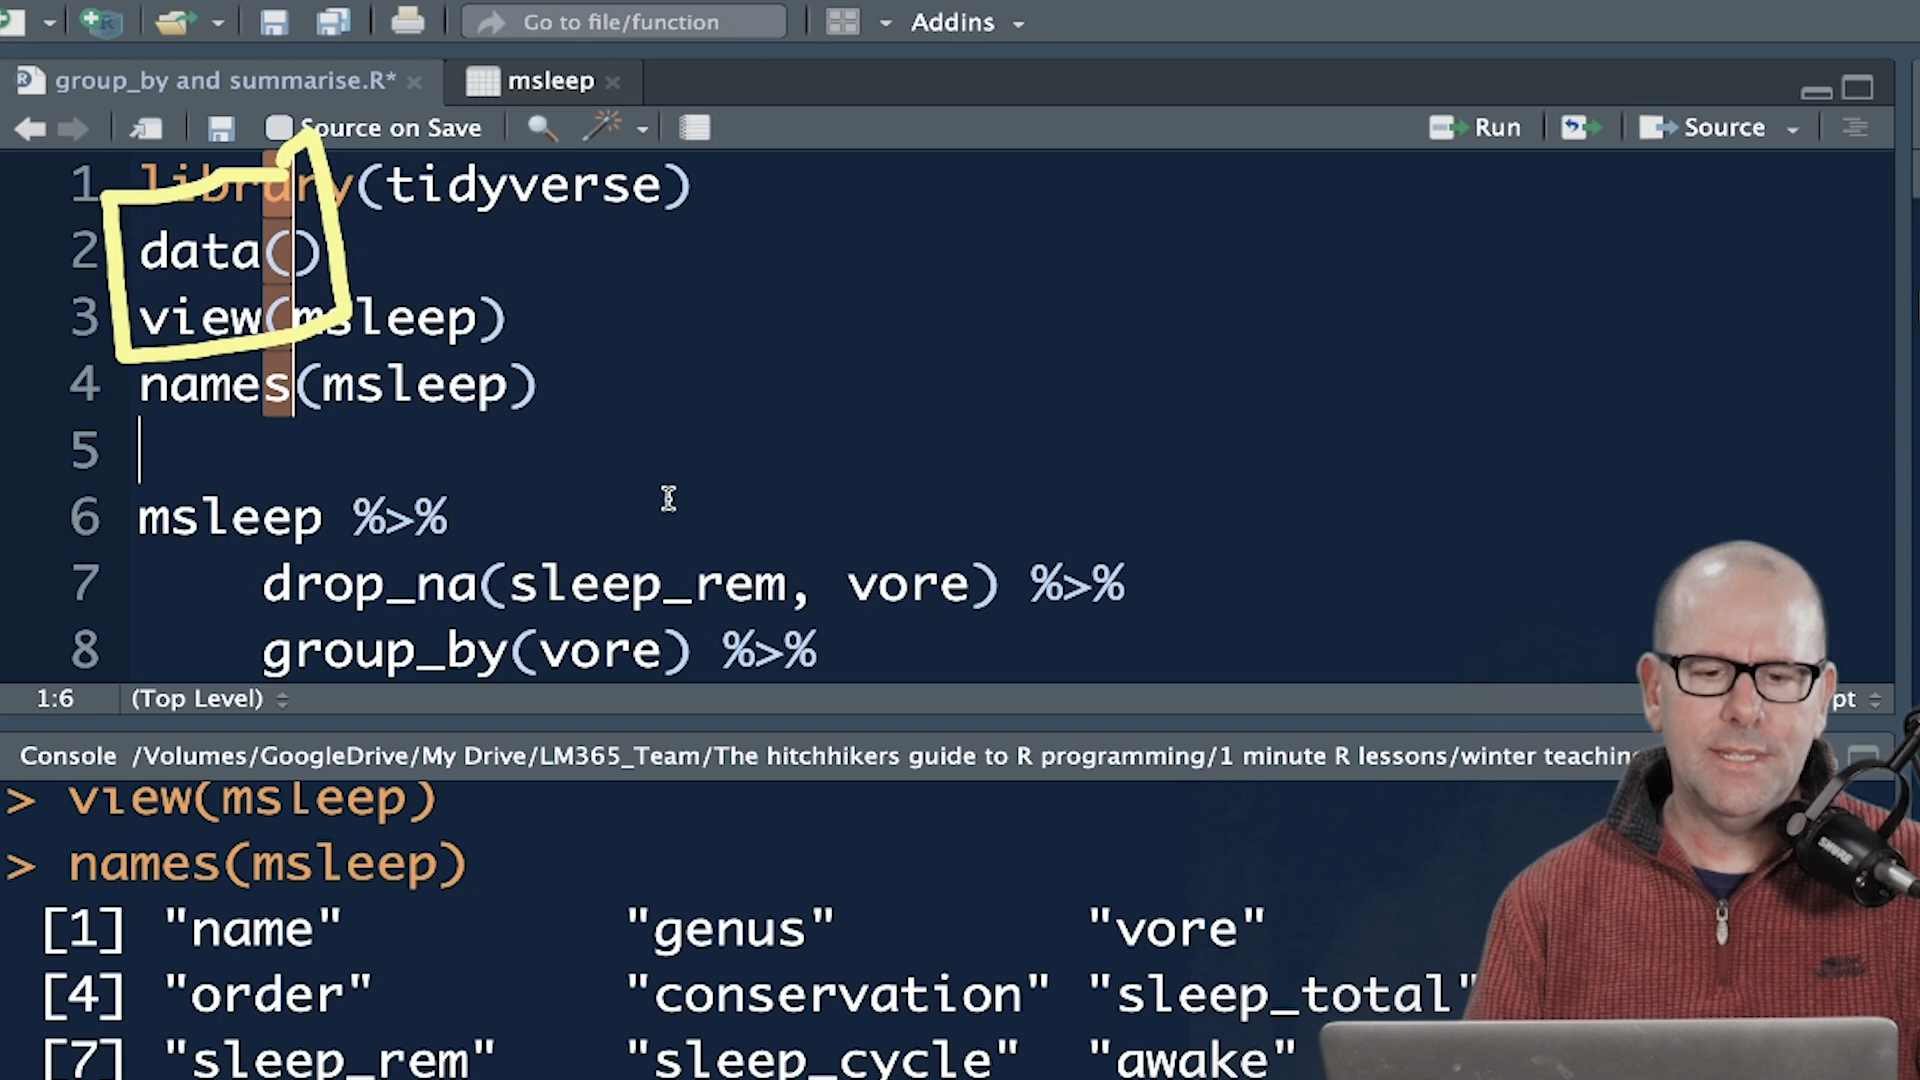 Go to file/function
Addins
group_by and summarise.R*
msleep
Source on Save
Run
Source
1 library(tidyverse)
2 data()
3 view(msleep)
4 names(msleep)
5
6 msleep %>%
7 drop_na(sleep_rem, vore) %>%
8 group_by(vore) %>%
1:6 (Top Level)
pt
Console /Volumes/GoogleDrive/My Drive/LM365_Team/The hitchhikers guide to R programming/1 minute R lessons/winter teaching
> view(msleep)
> names(msleep)
[1] "name" "genus" "vore"
[4] "order" "conservation" "sleep_total"
[7] "sleep_rem" "sleep_cycle" "awake"
SHURE